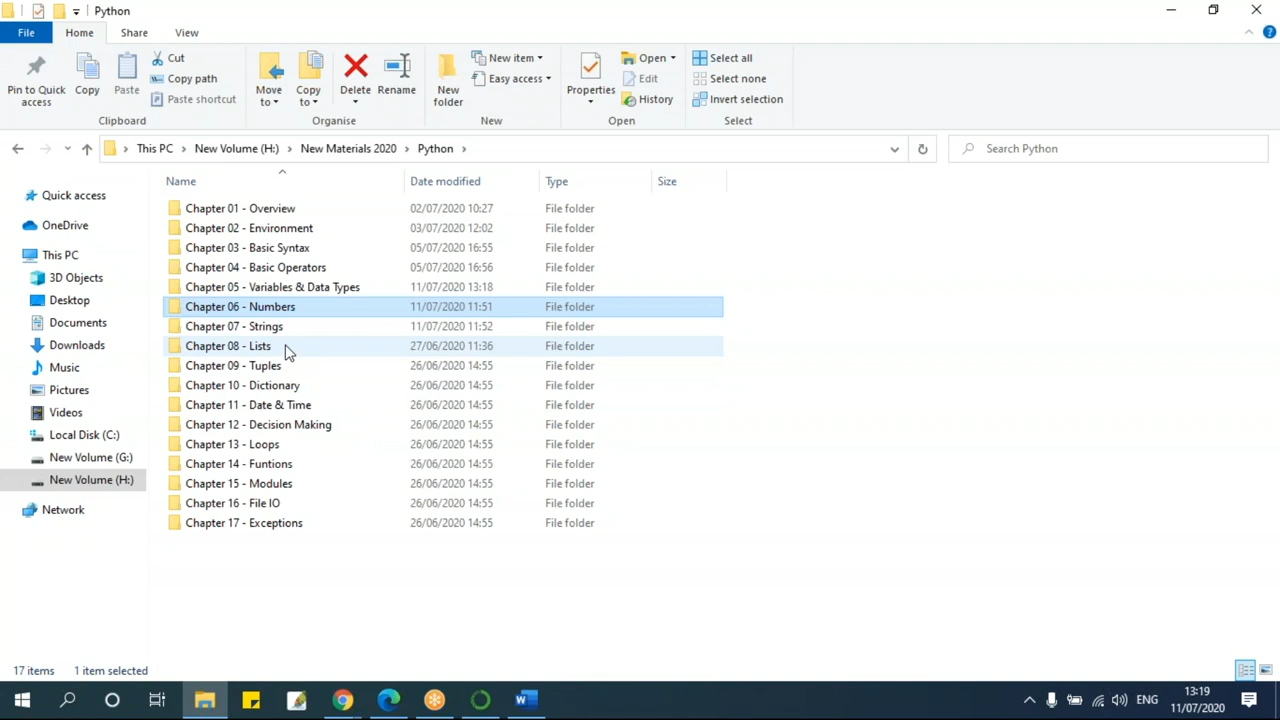 Python
File Home Share View
Pin to Quick access
Copy
Paste
Cut
Copy path
Paste shortcut
Clipboard
Move to
Copy to
Delete
Rename
Organise
New folder
New item
Easy access
New
Properties
Open
Edit
History
Open
Select all
Select none
Invert selection
Select
This PC > New Volume (H:) > New Materials 2020 > Python >
Search Python
Name Date modified Type Size
Quick access
OneDrive
This PC
3D Objects
Desktop
Documents
Downloads
Music
Pictures
Videos
Local Disk (C:)
New Volume (G:)
New Volume (H:)
Network
Chapter 01 - Overview 02/07/2020 10:27 File folder
Chapter 02 - Environment 03/07/2020 12:02 File folder
Chapter 03 - Basic Syntax 05/07/2020 16:55 File folder
Chapter 04 - Basic Operators 05/07/2020 16:56 File folder
Chapter 05 - Variables & Data Types 11/07/2020 13:18 File folder
Chapter 06 - Numbers 11/07/2020 11:51 File folder
Chapter 07 - Strings 11/07/2020 11:52 File folder
Chapter 08 - Lists 27/06/2020 11:36 File folder
Chapter 09 - Tuples 26/06/2020 14:55 File folder
Chapter 10 - Dictionary 26/06/2020 14:55 File folder
Chapter 11 - Date & Time 26/06/2020 14:55 File folder
Chapter 12 - Decision Making 26/06/2020 14:55 File folder
Chapter 13 - Loops 26/06/2020 14:55 File folder
Chapter 14 - Funtions 26/06/2020 14:55 File folder
Chapter 15 - Modules 26/06/2020 14:55 File folder
Chapter 16 - File IO 26/06/2020 14:55 File folder
Chapter 17 - Exceptions 26/06/2020 14:55 File folder
17 items 1 item selected
ENG
13:19
11/07/2020